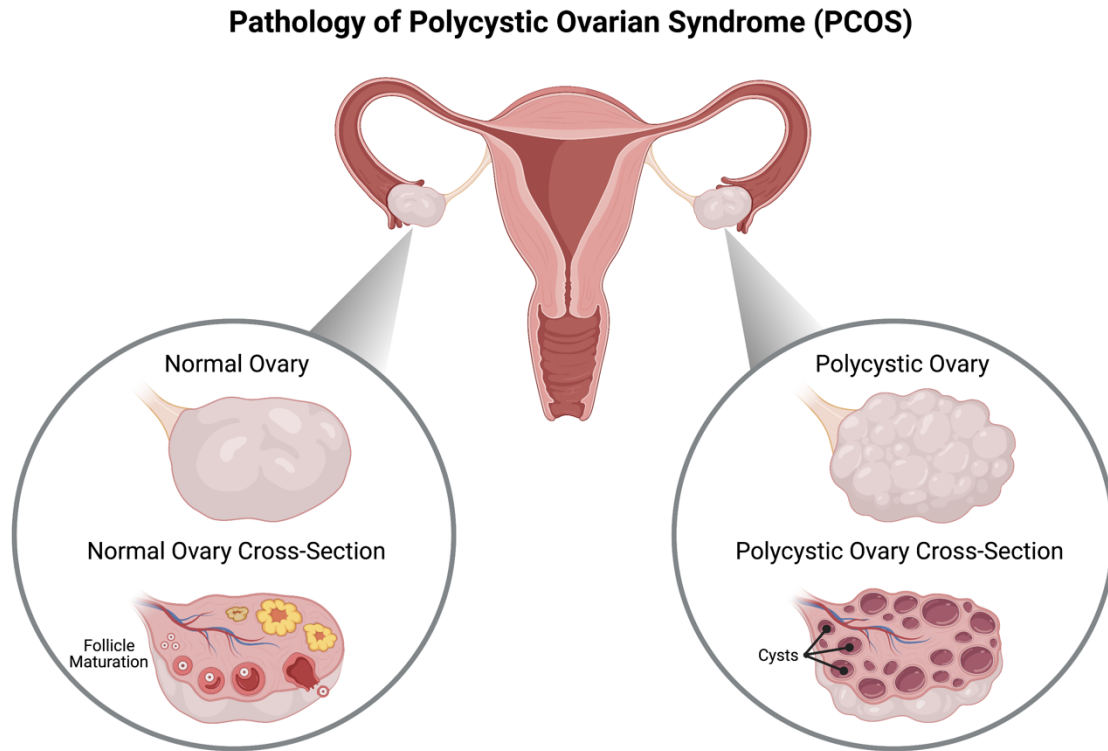 Pathology of Polycystic Ovarian Syndrome (PCOS)
Normal Ovary
Normal Ovary Cross-Section
Follicle
Maturation
Polycystic Ovary
Polycystic Ovary Cross-Section
Cysts